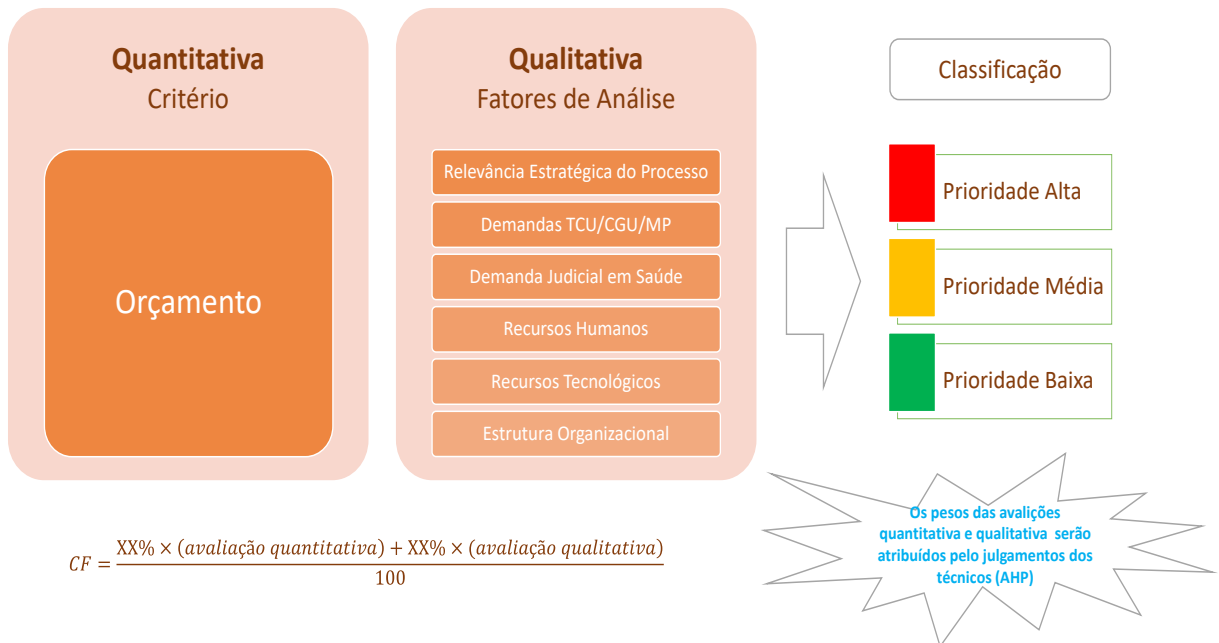 Quantitativa
Critério
Orçamento
Qualitativa
Fatores de Análise
Relevância Estratégica do Processo
Demandas TCU/CGU/MP
Demanda Judicial em Saúde
Recursos Humanos
Recursos Tecnológicos
Estrutura Organizacional
Classificação
Prioridade Alta
Prioridade Média
Prioridade Baixa
Os pesos das avalições
quantitativa e qualitativa serão
atribuídos pelo julgamentos dos
técnicos (AHP)
XX% × (avaliação quantitativa) + XX% × (avaliação qualitativa)
CF =
100